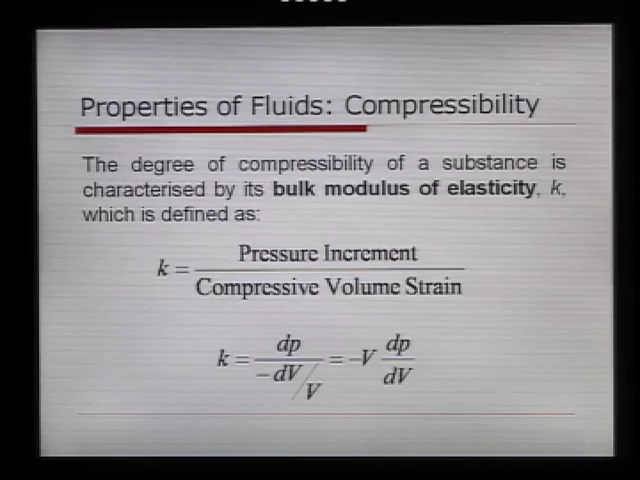 Properties of Fluids: Compressibility
The degree of compressibility of a substance is
characterised by its bulk modulus of elasticity, k,
which is defined as:
k = Pressure Increment / Compressive Volume Strain
k = dp / (-dV/V) = -V dp/dV